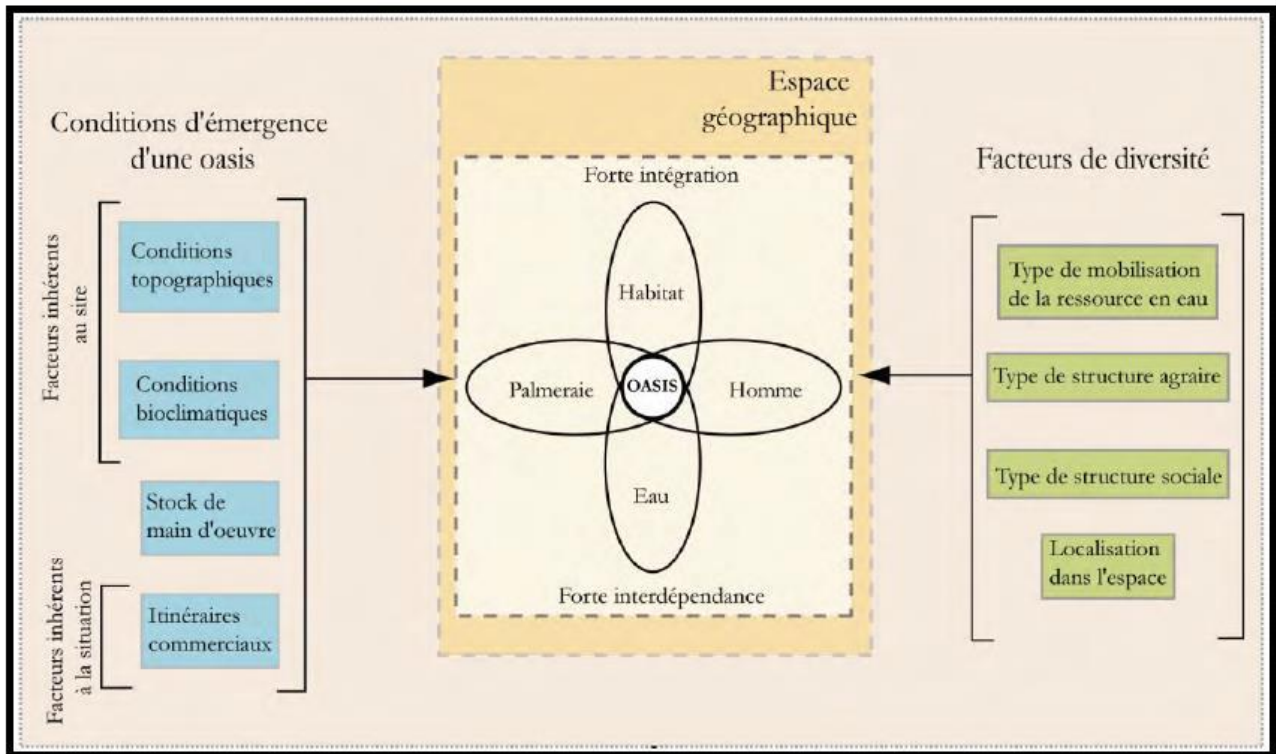 Conditions d'émergence
d'une oasis
Facteurs inhérents
au site
Conditions
topographiques
Conditions
bioclimatiques
Stock de
main d'oeuvre
Facteurs inhérents
à la situation
Itinéraires
commerciaux
Espace
géographique
Forte intégration
Habitat
Palmeraie
OASIS
Homme
Eau
Forte interdépendance
Facteurs de diversité
Type de mobilisation
de la ressource en eau
Type de structure agraire
Type de structure sociale
Localisation
dans l'espace